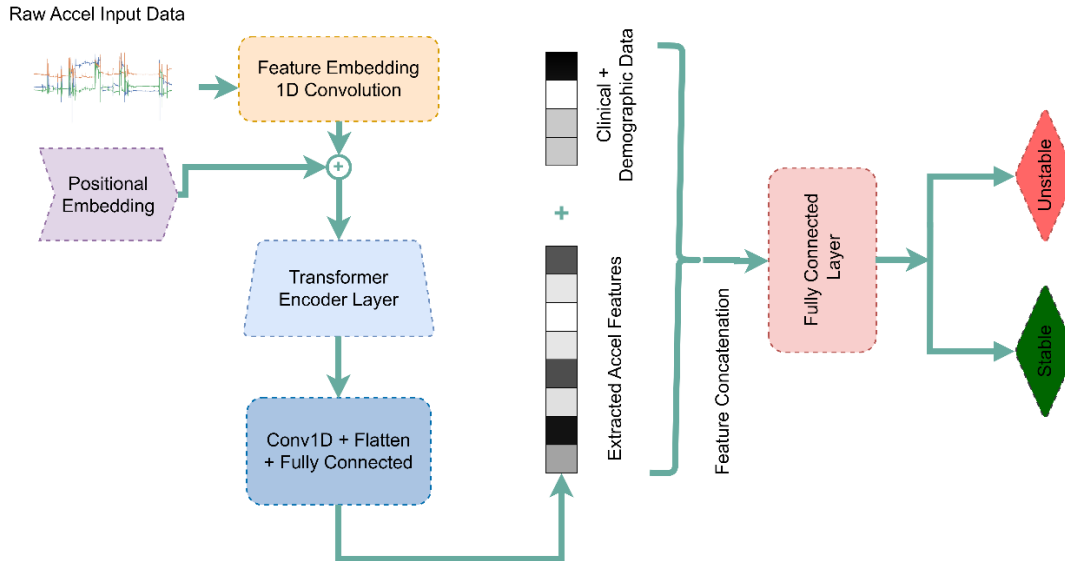 Raw Accel Input Data
Feature Embedding
1D Convolution
+
Positional
Embedding
Transformer
Encoder Layer
Conv1D + Flatten
+ Fully Connected
Clinical +
Demographic Data
+
Extracted Accel Features
Feature Concatenation
Fully Connected
Layer
Unstable
Stable